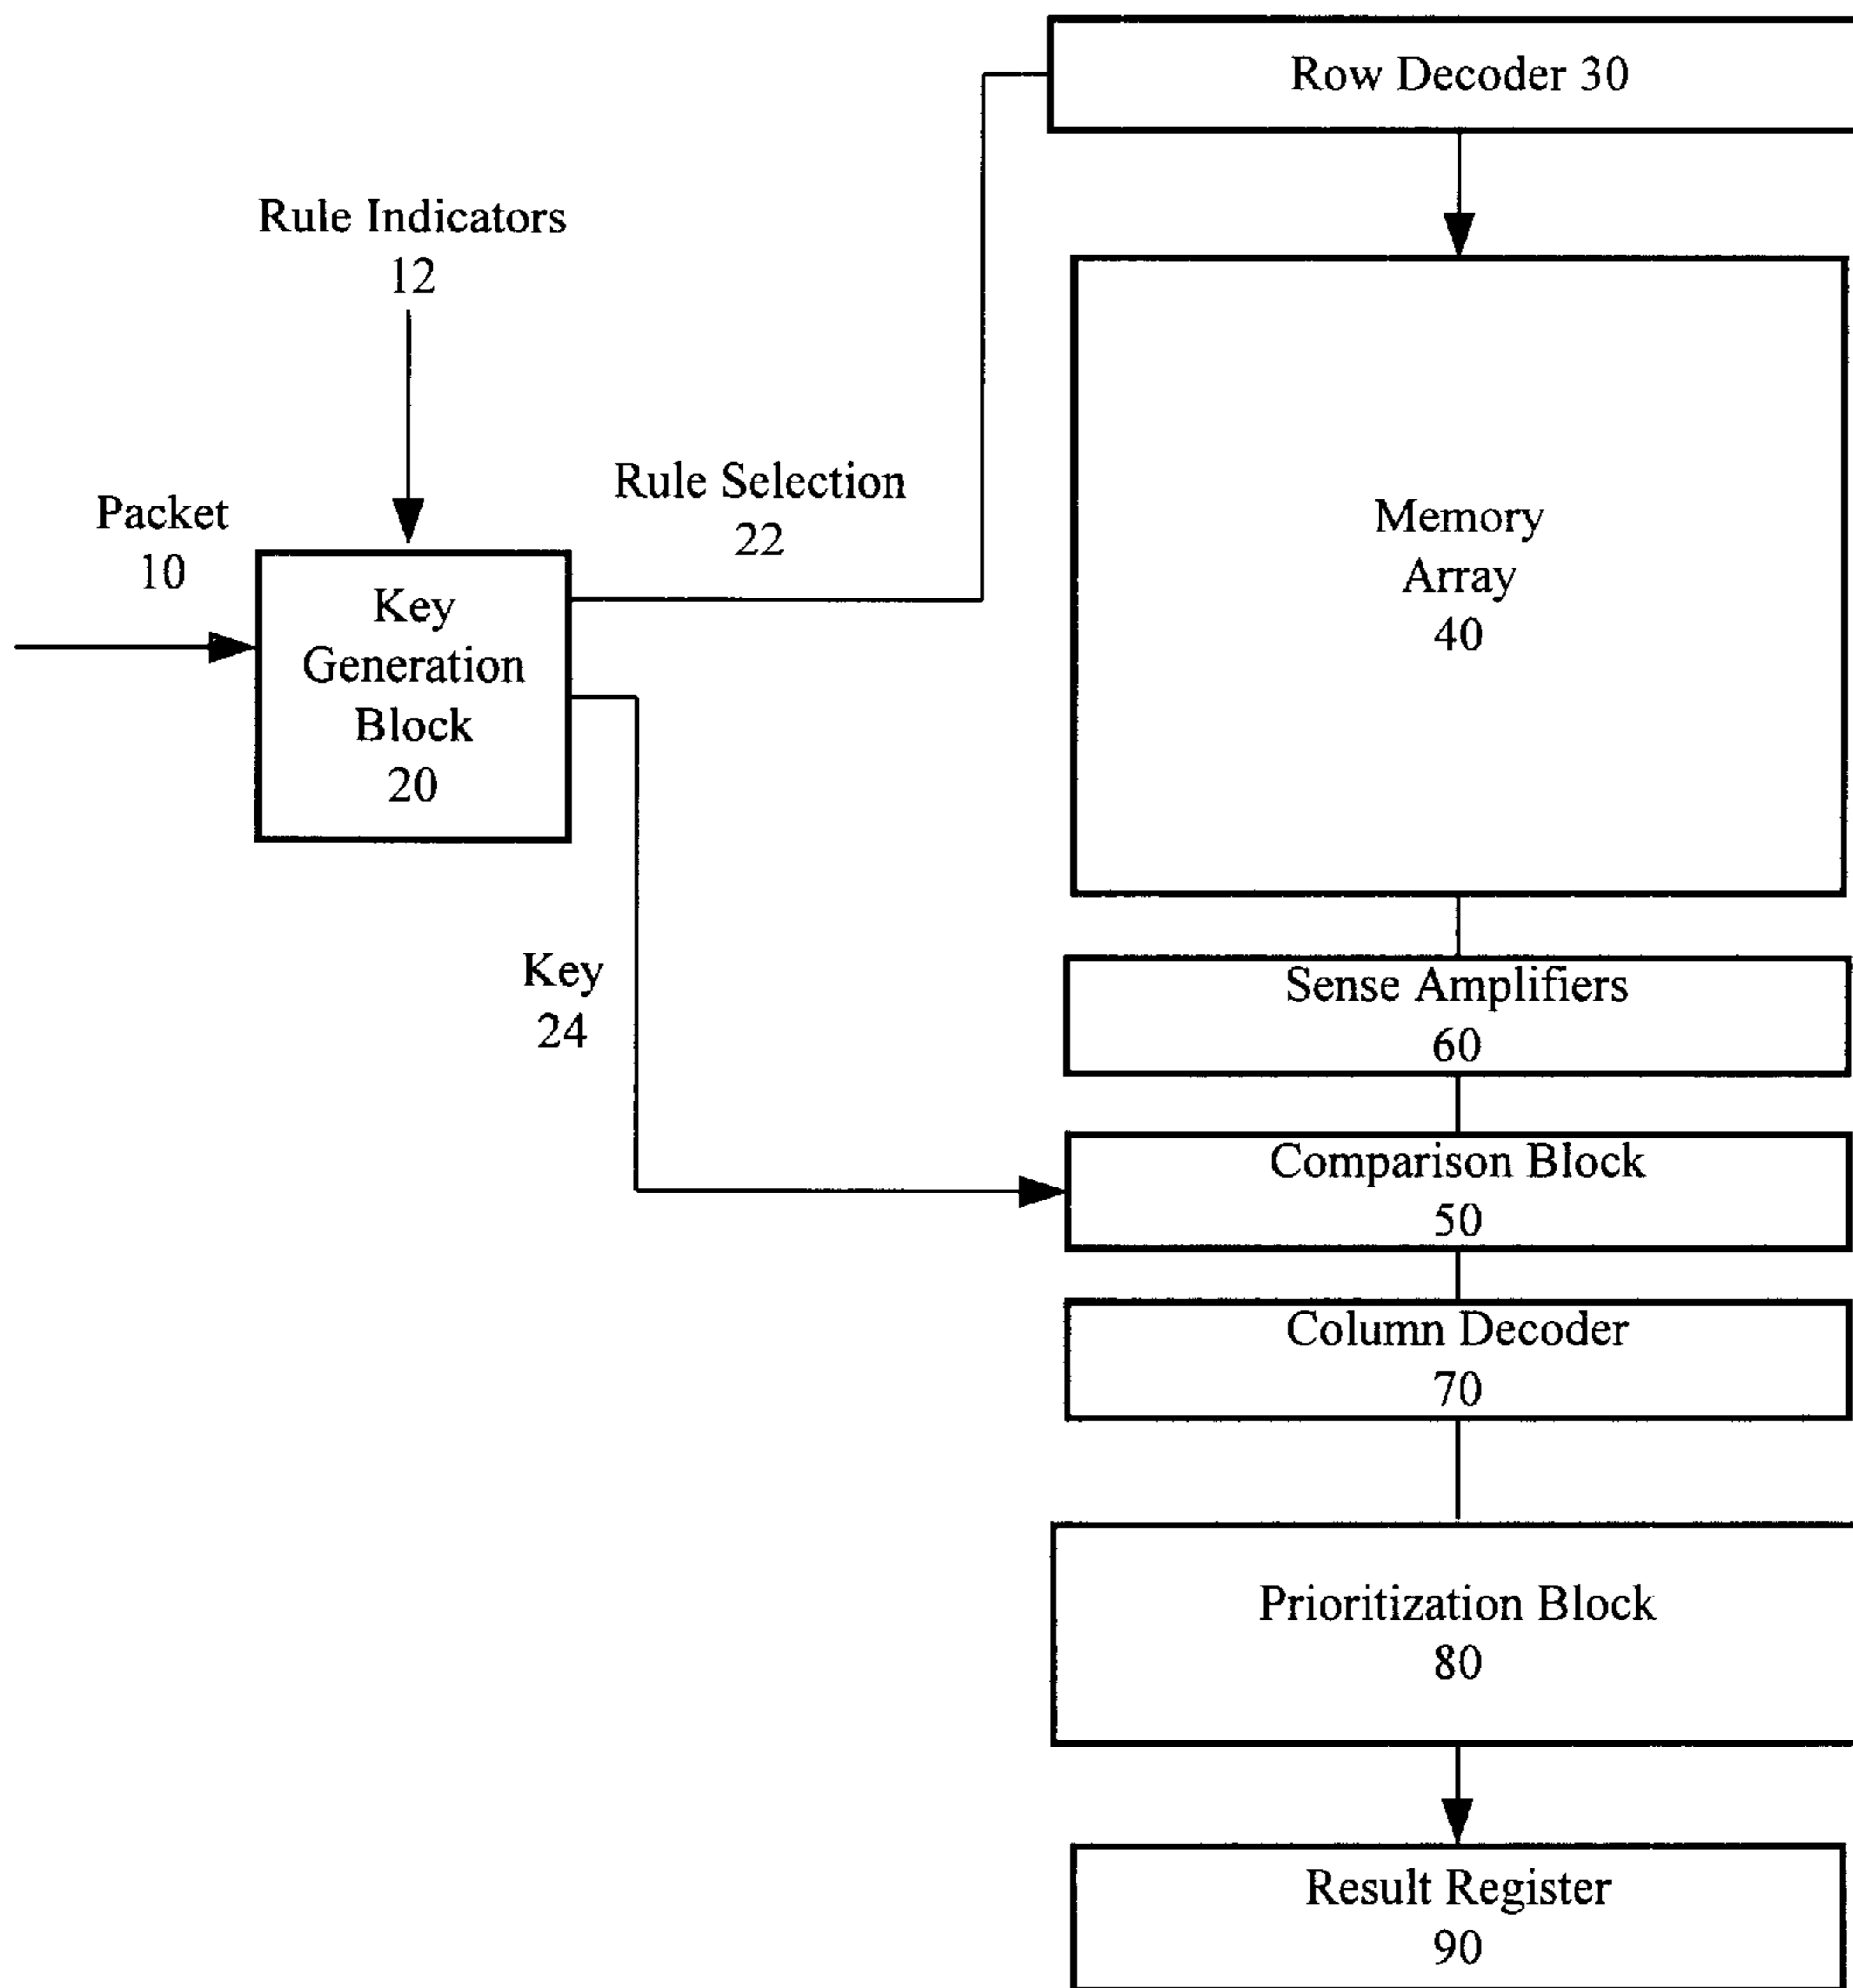 Row Decoder 30
Rule Indicators
12
Rule Selection
22
Packet
10
Key
Generation
Block
20
Memory
Array
40
Key
24
Sense Amplifiers
60
Comparison Block
50
Column Decoder
70
Prioritization Block
80
Result Register
90